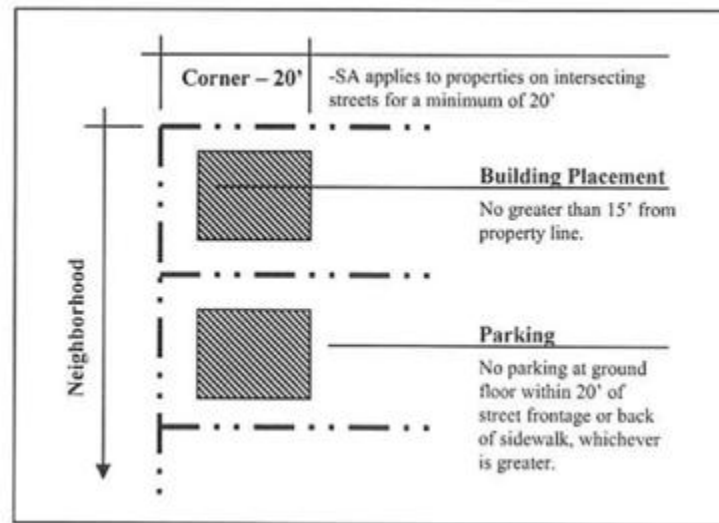 Corner – 20'
-SA applies to properties on intersecting
streets for a minimum of 20'
Building Placement
No greater than 15' from
property line.
Neighborhood
Parking
No parking at ground
floor within 20' of
street frontage or back
of sidewalk, whichever
is greater.